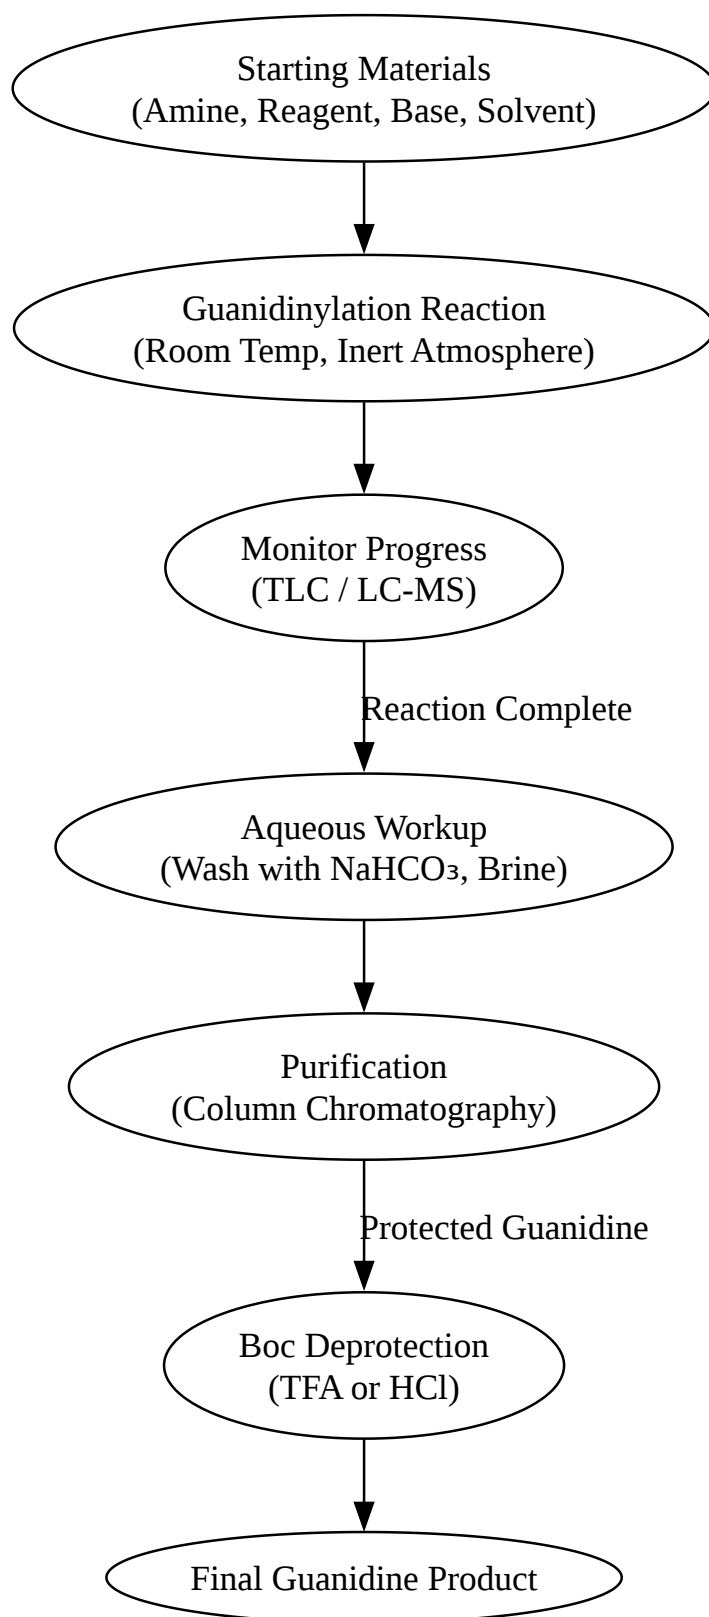 Starting Materials
(Amine, Reagent, Base, Solvent)
Guanidinylation Reaction
(Room Temp, Inert Atmosphere)
Monitor Progress
(TLC / LC-MS)
Reaction Complete
Aqueous Workup
(Wash with NaHCO₃, Brine)
Purification
(Column Chromatography)
Protected Guanidine
Boc Deprotection
(TFA or HCl)
Final Guanidine Product